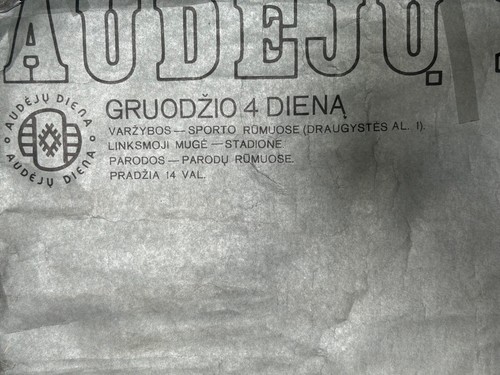 AUDĖJŲ
AUDĖJŲ DIENA
AUDĖJŲ DIENA
GRUODŽIO 4 DIENĄ
VARŽYBOS — SPORTO RŪMUOSE (DRAUGYSTĖS AL. 1).
LINKSMOJI MUGĖ — STADIONE
PARODOS — PARODŲ RŪMUOSE.
PRADŽIA 14 VAL.